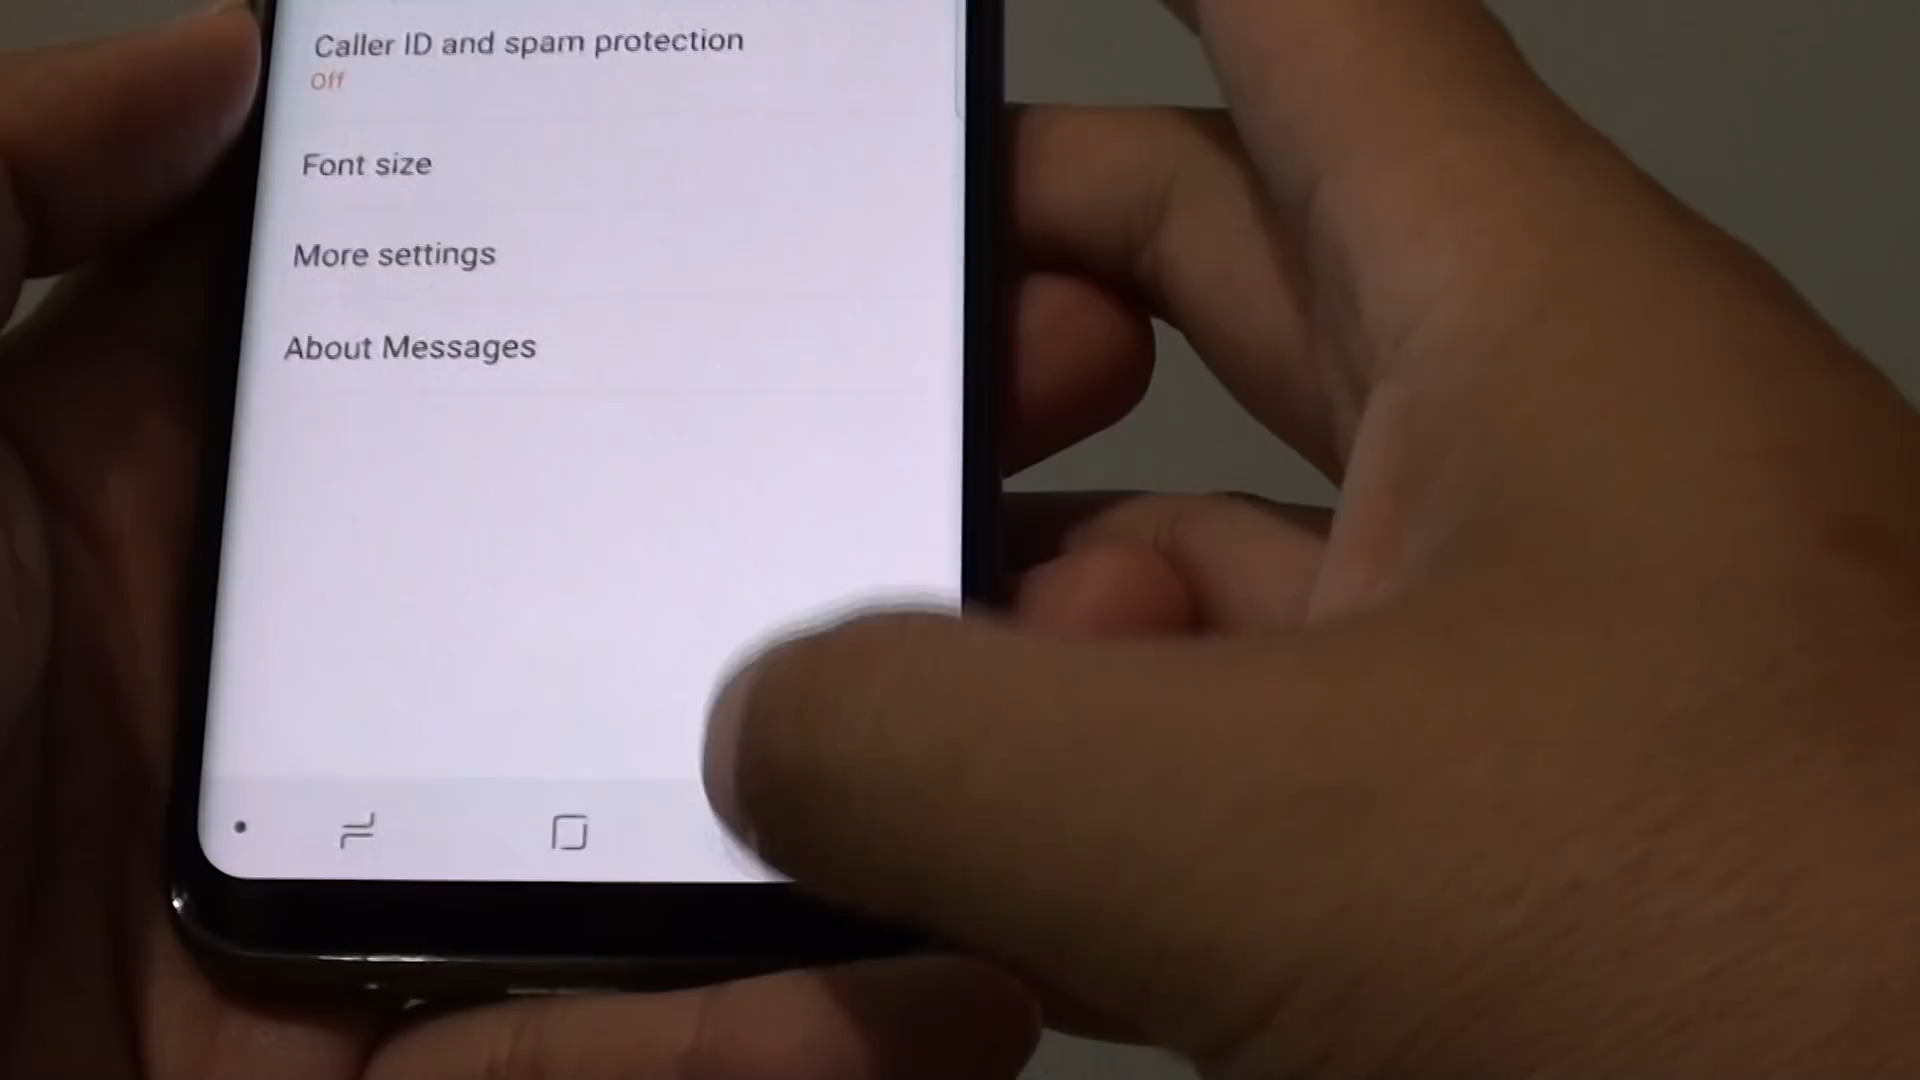 Caller ID and spam protection
Off
Font size
More settings
About Messages